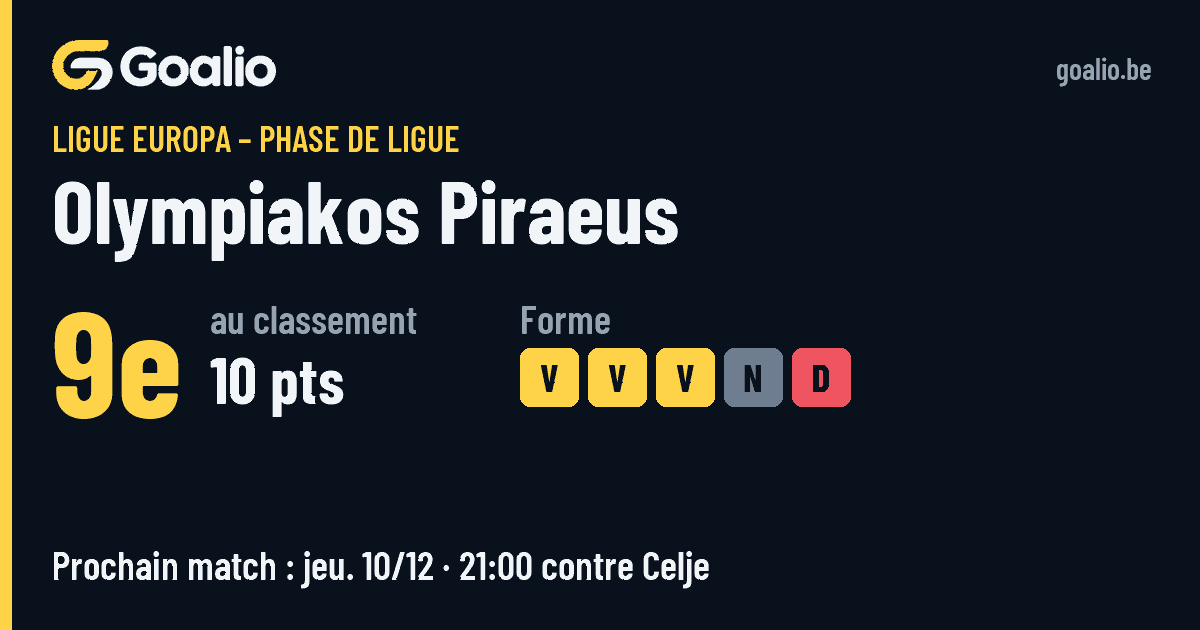 Goalio
goalio.be
LIGUE EUROPA – PHASE DE LIGUE
Olympiakos Piraeus
9e
au classement
10 pts
Forme
V V V N D
Prochain match : jeu. 10/12 · 21:00 contre Celje